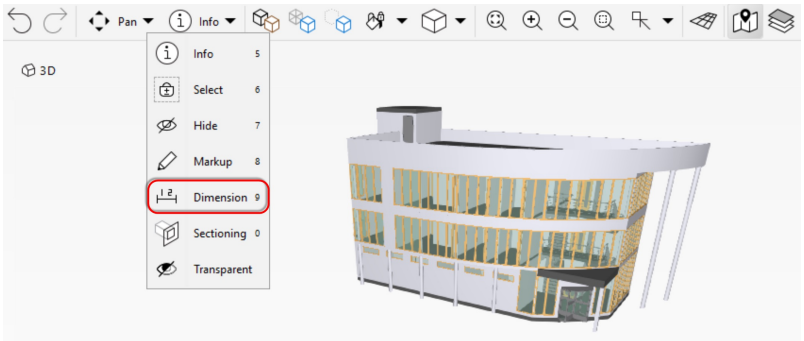 Pan Info
Info 5
3D
Select 6
Hide 7
Markup 8
Dimension 9
Sectioning 0
Transparent